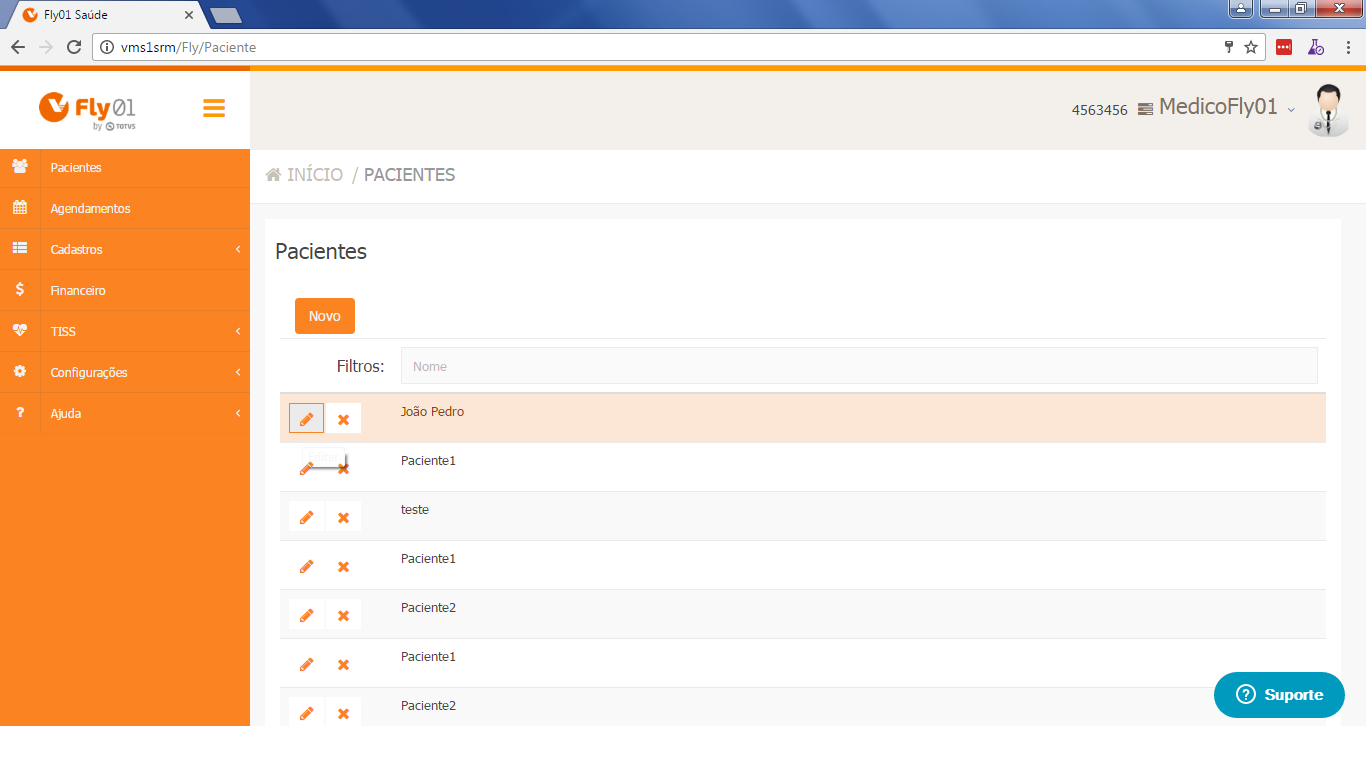 Fly01 Saúde
vms1srm/Fly/Paciente
Fly01
by TOTVS
4563456 MedicoFly01
Pacientes
Agendamentos
Cadastros
Financeiro
TISS
Configurações
Ajuda
INÍCIO / PACIENTES
Pacientes
Novo
Filtros: Nome
João Pedro
Editar
Paciente1
teste
Paciente1
Paciente2
Paciente1
Paciente2
Suporte